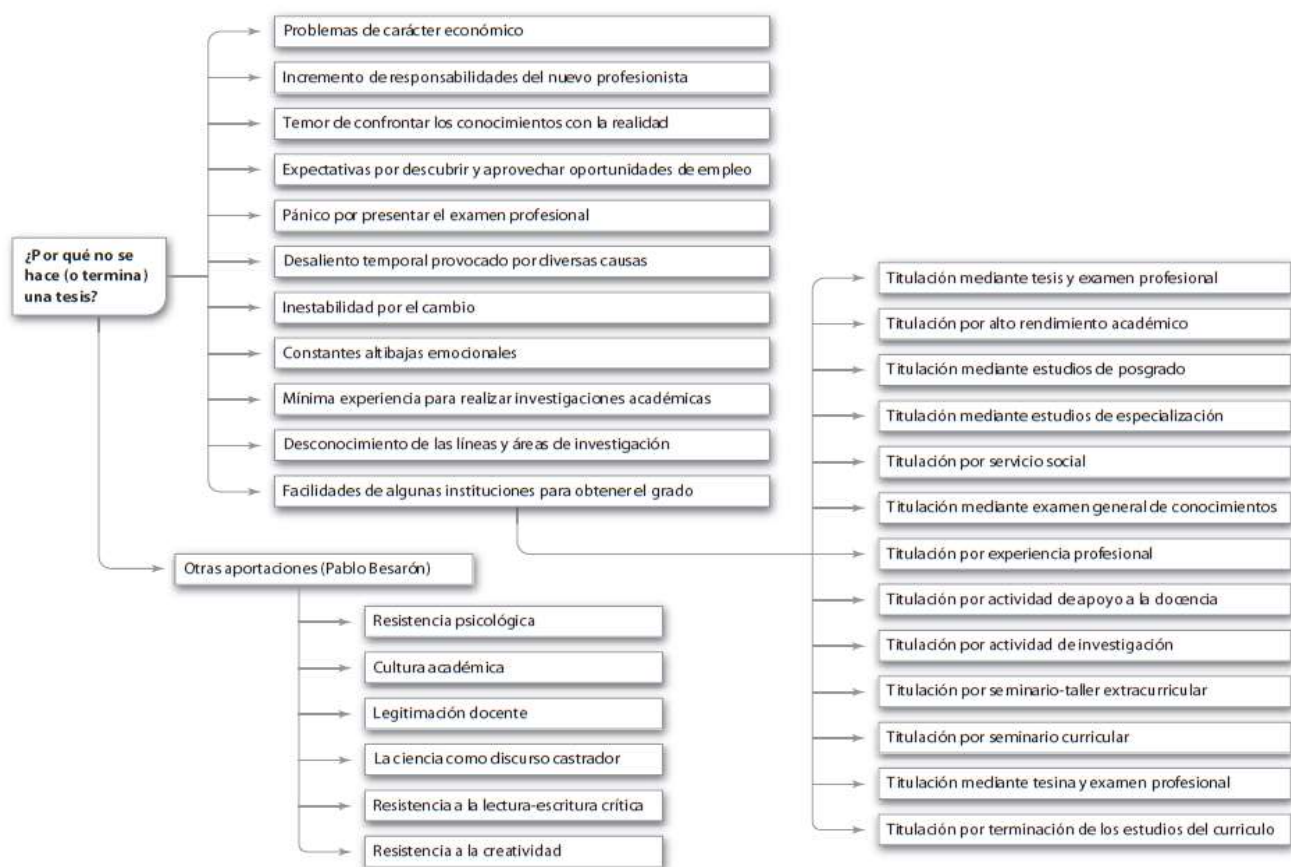 ¿Por qué no se
hace (o termina)
una tesis?
Problemas de carácter económico
Incremento de responsabilidades del nuevo profesionista
Temor de confrontar los conocimientos con la realidad
Expectativas por descubrir y aprovechar oportunidades de empleo
Pánico por presentar el examen profesional
Desaliento temporal provocado por diversas causas
Inestabilidad por el cambio
Constantes altibajas emocionales
Mínima experiencia para realizar investigaciones académicas
Desconocimiento de las líneas y áreas de investigación
Facilidades de algunas instituciones para obtener el grado
Titulación mediante tesis y examen profesional
Titulación por alto rendimiento académico
Titulación mediante estudios de posgrado
Titulación mediante estudios de especialización
Titulación por servicio social
Titulación mediante examen general de conocimientos
Titulación por experiencia profesional
Titulación por actividad de apoyo a la docencia
Titulación por actividad de investigación
Titulación por seminario-taller extracurricular
Titulación por seminario curricular
Titulación mediante tesina y examen profesional
Titulación por terminación de los estudios del curriculo
Otras aportaciones (Pablo Besarón)
Resistencia psicológica
Cultura académica
Legitimación docente
La ciencia como discurso castrador
Resistencia a la lectura-escritura crítica
Resistencia a la creatividad